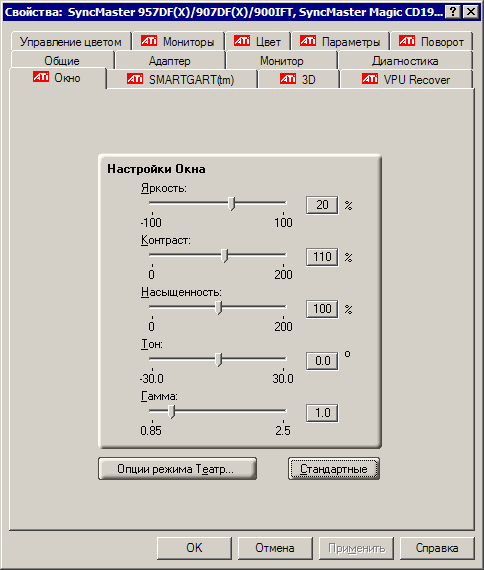 Свойства: SyncMaster 957DF(X)/907DF(X)/900IFT, SyncMaster Magic CD19...
Управление цветом ATI Мониторы ATI Цвет ATI Параметры ATI Поворот
Общие Адаптер Монитор Диагностика
ATI Окно ATI SMARTGART(tm) ATI 3D ATI VPU Recover
Настройки Окна
Яркость:
20 %
-100 100
Контраст:
110 %
0 200
Насыщенность:
100 %
0 200
Тон:
0.0 °
-30.0 30.0
Гамма:
1.0
0.85 2.5
Опции режима Театр... Стандартные
OK Отмена Применить Справка